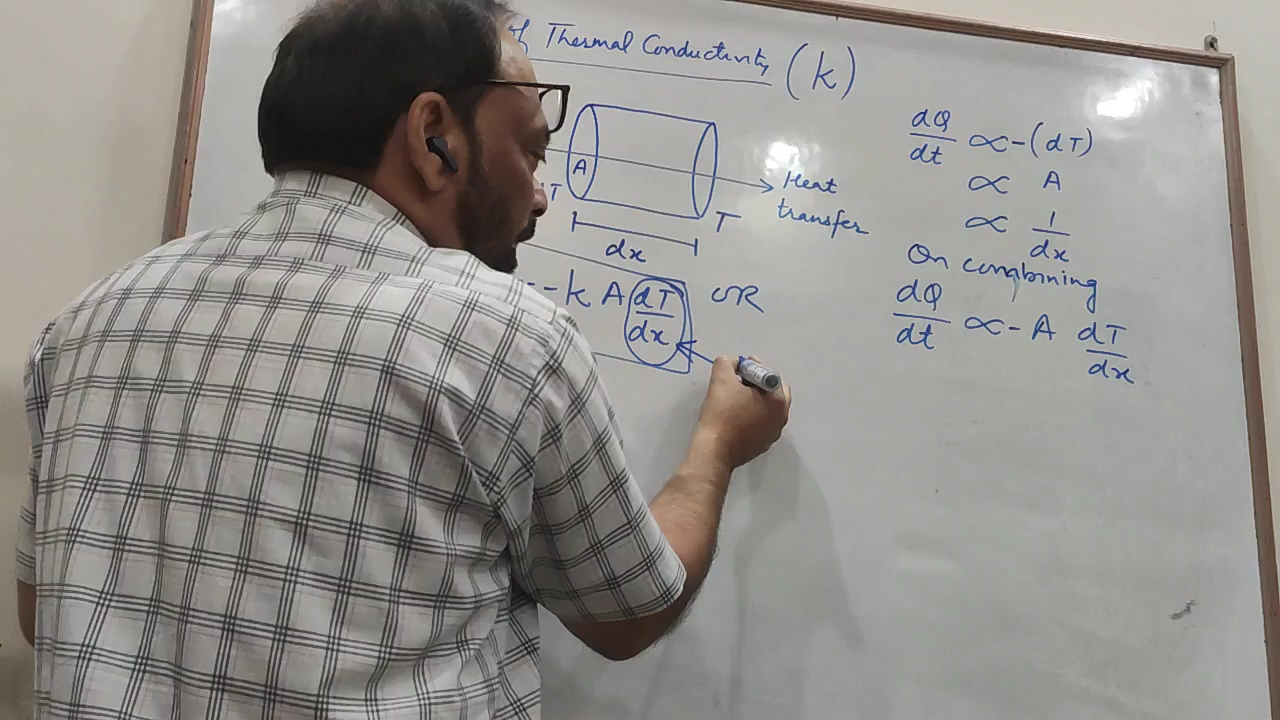 of Thermal Conductivity (k)
A
T
T
dx
Heat
transfer
- k A dT/dx OR
dQ/dt ∝ -(dT)
∝ A
∝ 1/dx
On combining
dQ/dt ∝ - A dT/dx